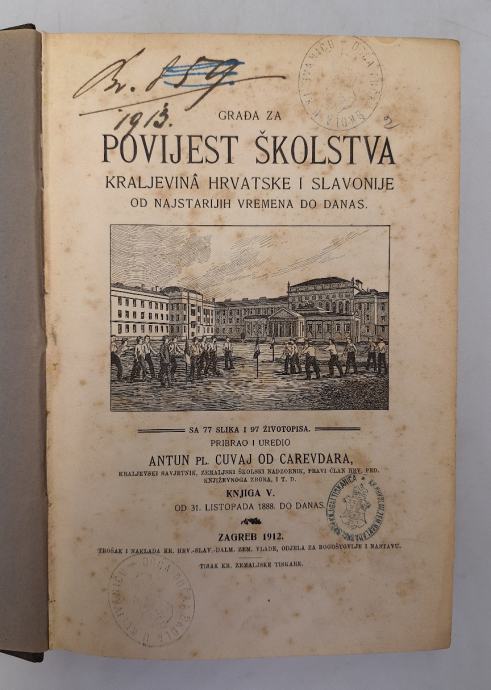 Br. 859.
1913.
GRAĐA ZA
POVIJEST ŠKOLSTVA
KRALJEVINÂ HRVATSKE I SLAVONIJE
OD NAJSTARIJIH VREMENA DO DANAS.
SA 77 SLIKA I 97 ŽIVOTOPISA.
PRIBRAO I UREDIO
ANTUN PL. CUVAJ OD CAREVDARA,
KRALJEVSKI SAVJETNIK, ZEMALJSKI ŠKOLSKI NADZORNIK, PRAVI ČLAN HRV. PED.
KNJIŽEVNOGA ZBORA, I T. D.
KNJIGA V.
OD 31. LISTOPADA 1888. DO DANAS.
ZAGREB 1912.
TROŠAK I NAKLADA KR. HRV.-SLAV.-DALM. ZEM. VLADE, ODJELA ZA BOGOŠTOVLJE I NASTAVU.
TISAK KR. ZEMALJSKE TISKARE.